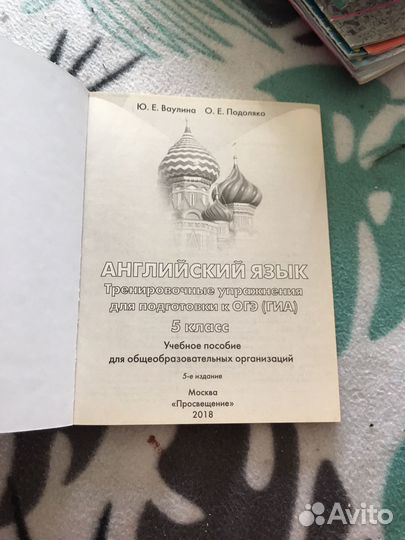 Ю. Е. Ваулина О. Е. Подоляко
АНГЛИЙСКИЙ ЯЗЫК
Тренировочные упражнения
для подготовки к ОГЭ (ГИА)
5 класс
Учебное пособие
для общеобразовательных организаций
5-е издание
Москва
«Просвещение»
2018
Avito